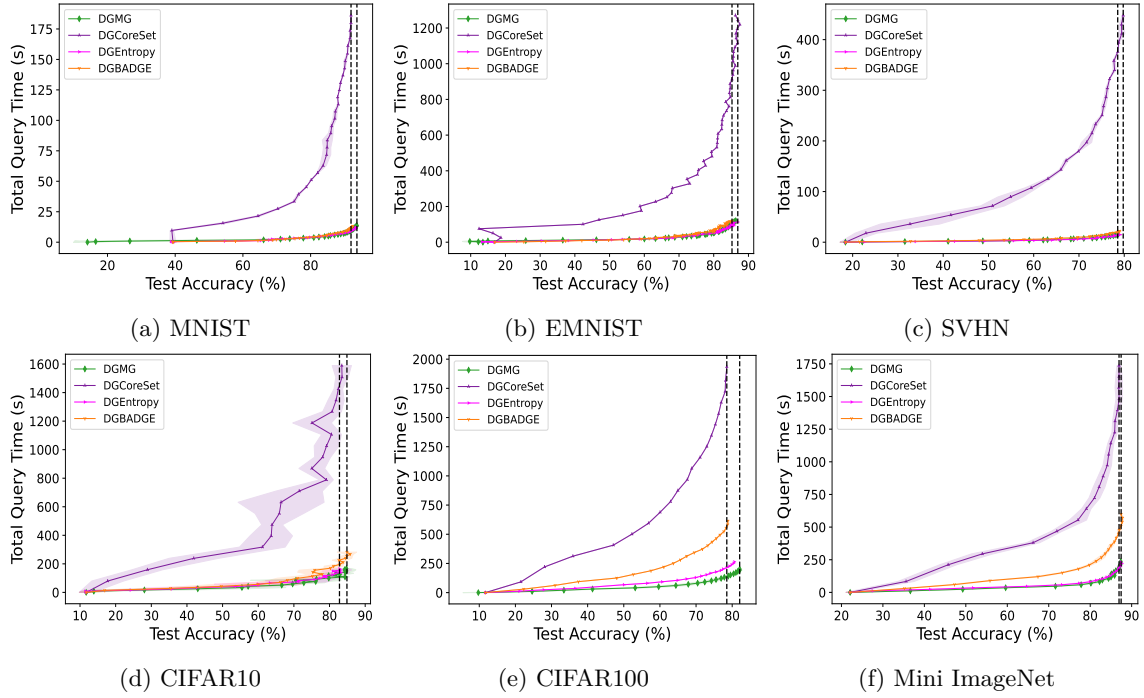 DGMG
DGCoreSet
DGEntropy
DGBADGE
Total Query Time (s)
175
150
125
100
75
50
25
0
20 40 60 80
Test Accuracy (%)
(a) MNIST
DGMG
DGCoreSet
DGEntropy
DGBADGE
Total Query Time (s)
1200
1000
800
600
400
200
0
10 20 30 40 50 60 70 80 90
Test Accuracy (%)
(b) EMNIST
DGMG
DGCoreSet
DGEntropy
DGBADGE
Total Query Time (s)
400
300
200
100
0
20 30 40 50 60 70 80
Test Accuracy (%)
(c) SVHN
DGMG
DGCoreSet
DGEntropy
DGBADGE
Total Query Time (s)
1600
1400
1200
1000
800
600
400
200
0
10 20 30 40 50 60 70 80 90
Test Accuracy (%)
(d) CIFAR10
DGMG
DGCoreSet
DGEntropy
DGBADGE
Total Query Time (s)
2000
1750
1500
1250
1000
750
500
250
0
10 20 30 40 50 60 70 80
Test Accuracy (%)
(e) CIFAR100
DGMG
DGCoreSet
DGEntropy
DGBADGE
Total Query Time (s)
1750
1500
1250
1000
750
500
250
0
20 30 40 50 60 70 80 90
Test Accuracy (%)
(f) Mini ImageNet